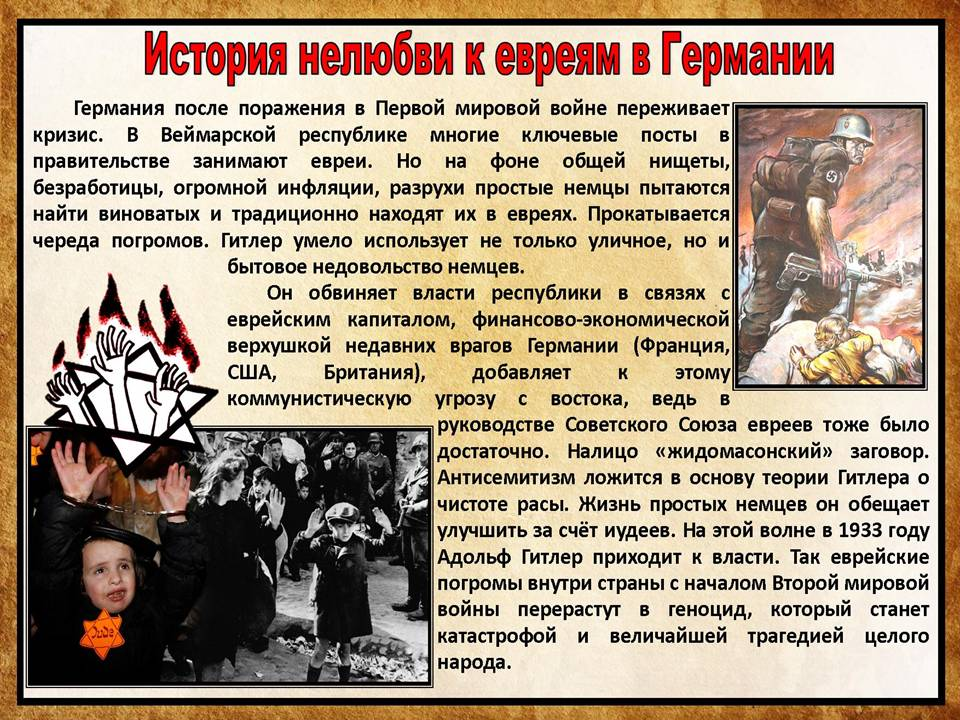 История нелюбви к евреям в Германии
Германия после поражения в Первой мировой войне переживает
кризис. В Веймарской республике многие ключевые посты в
правительстве занимают евреи. Но на фоне общей нищеты,
безработицы, огромной инфляции, разрухи простые немцы пытаются
найти виноватых и традиционно находят их в евреях. Прокатывается
череда погромов. Гитлер умело использует не только уличное, но и
бытовое недовольство немцев.
Он обвиняет власти республики в связях с
еврейским капиталом, финансово-экономической
верхушкой недавних врагов Германии (Франция,
США, Британия), добавляет к этому
коммунистическую угрозу с востока, ведь в
руководстве Советского Союза евреев тоже было
достаточно. Налицо «жидомасонский» заговор.
Антисемитизм ложится в основу теории Гитлера о
чистоте расы. Жизнь простых немцев он обещает
улучшить за счёт иудеев. На этой волне в 1933 году
Адольф Гитлер приходит к власти. Так еврейские
погромы внутри страны с началом Второй мировой
войны перерастут в геноцид, который станет
катастрофой и величайшей трагедией целого
народа.
Jude